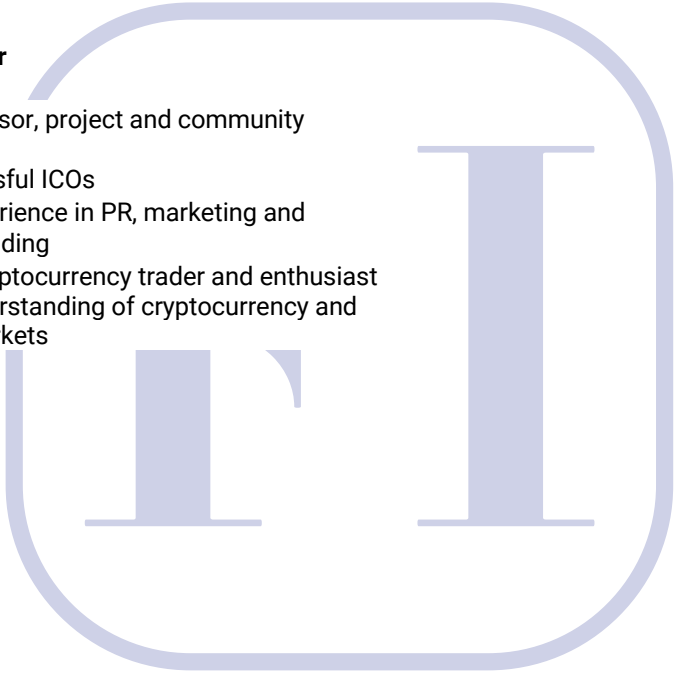 r
sor, project and community
sful ICOs
rience in PR, marketing and
ding
ptocurrency trader and enthusiast
rstanding of cryptocurrency and
kets